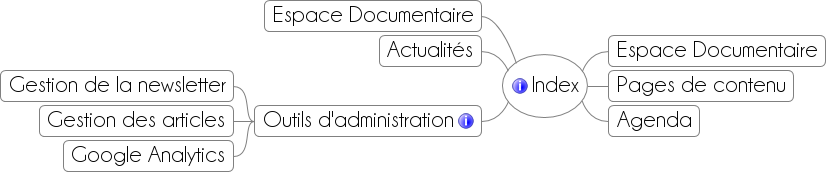 Espace Documentaire
Actualités
Gestion de la newsletter
Gestion des articles
Outils d'administration
Google Analytics
Index
Espace Documentaire
Pages de contenu
Agenda